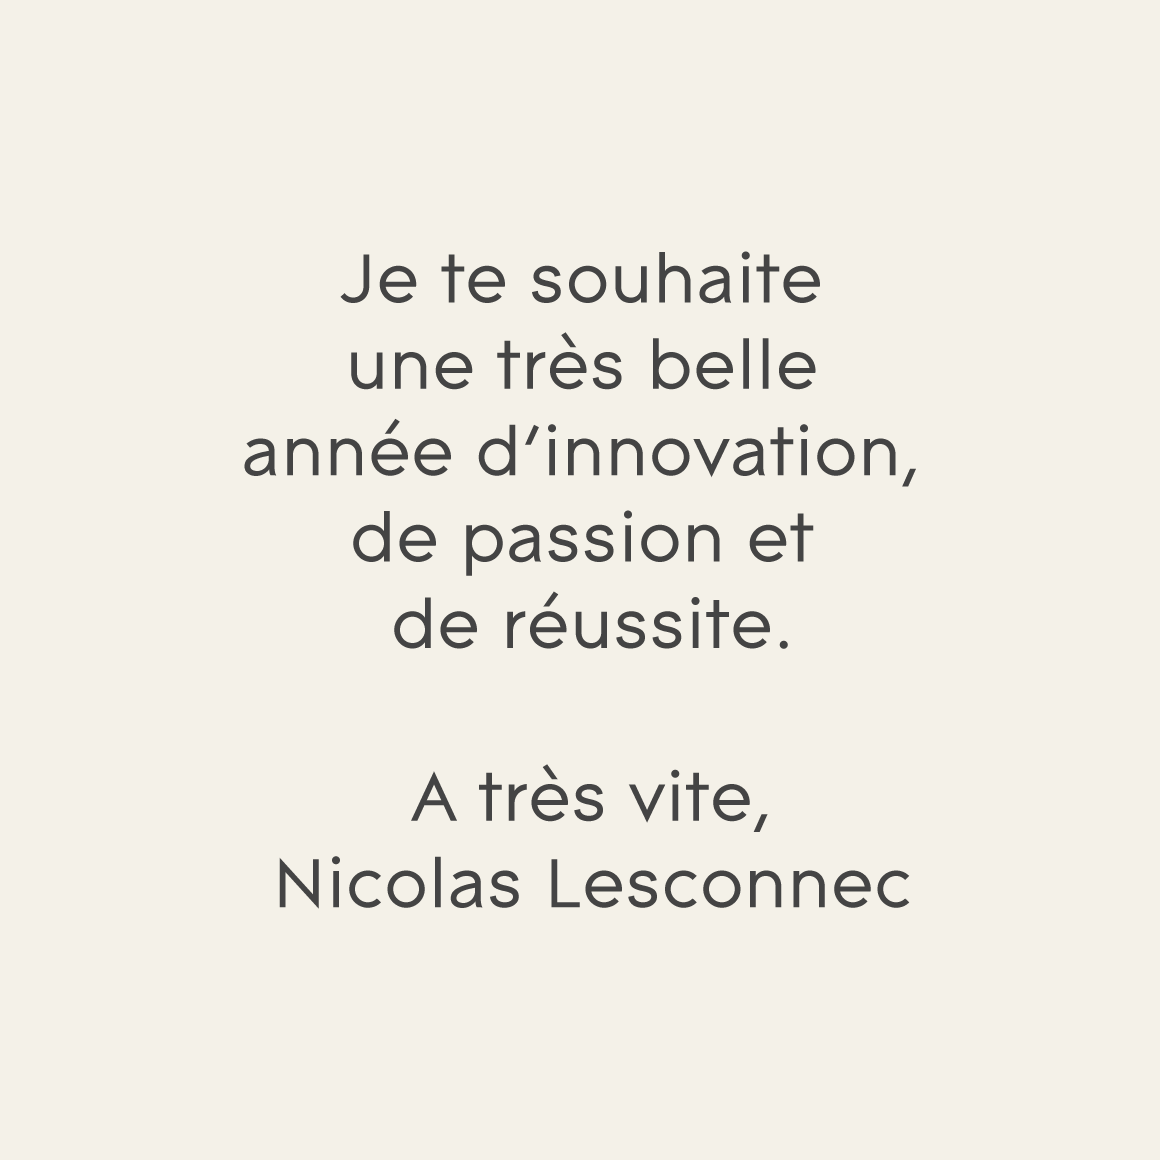 Je te souhaite
une très belle
année d’innovation,
de passion et
de réussite.
A très vite,
Nicolas Lesconnec